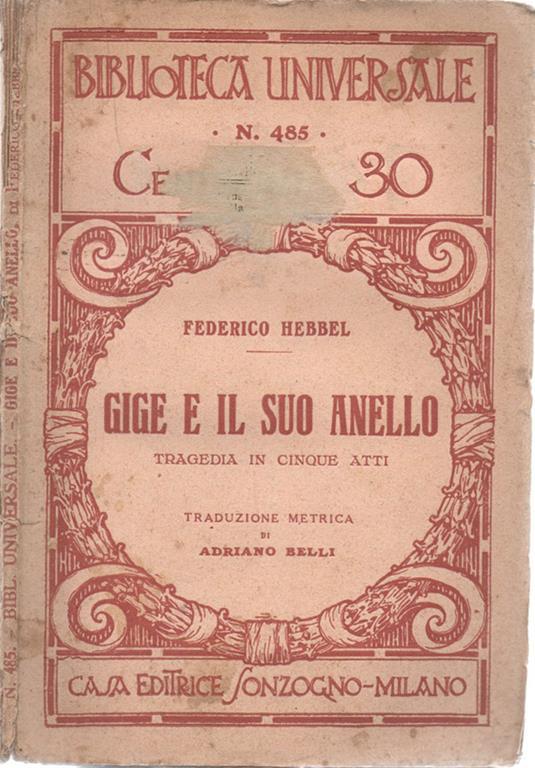 BIBLIOTECA UNIVERSALE
· N. 485 ·
CE 30
FEDERICO HEBBEL
GIGE E IL SUO ANELLO
TRAGEDIA IN CINQUE ATTI
TRADUZIONE METRICA
DI
ADRIANO BELLI
CASA EDITRICE SONZOGNO-MILANO
N. 485. - BIBL. UNIVERSALE. - GIGE E IL SUO ANELLO, DI FEDERICO HEBBEL